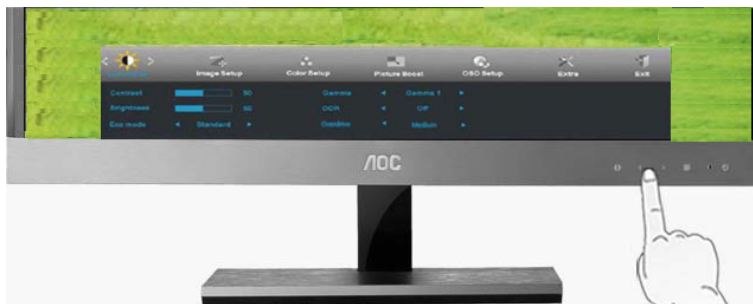 Luminance
Image Setup
Color Setup
Picture Boost
OSD Setup
Extra
Exit
Contrast 50 Gamma Gamma 1
Brightness 50 DCR Off
Eco mode Standard Overdrive Medium
AOC